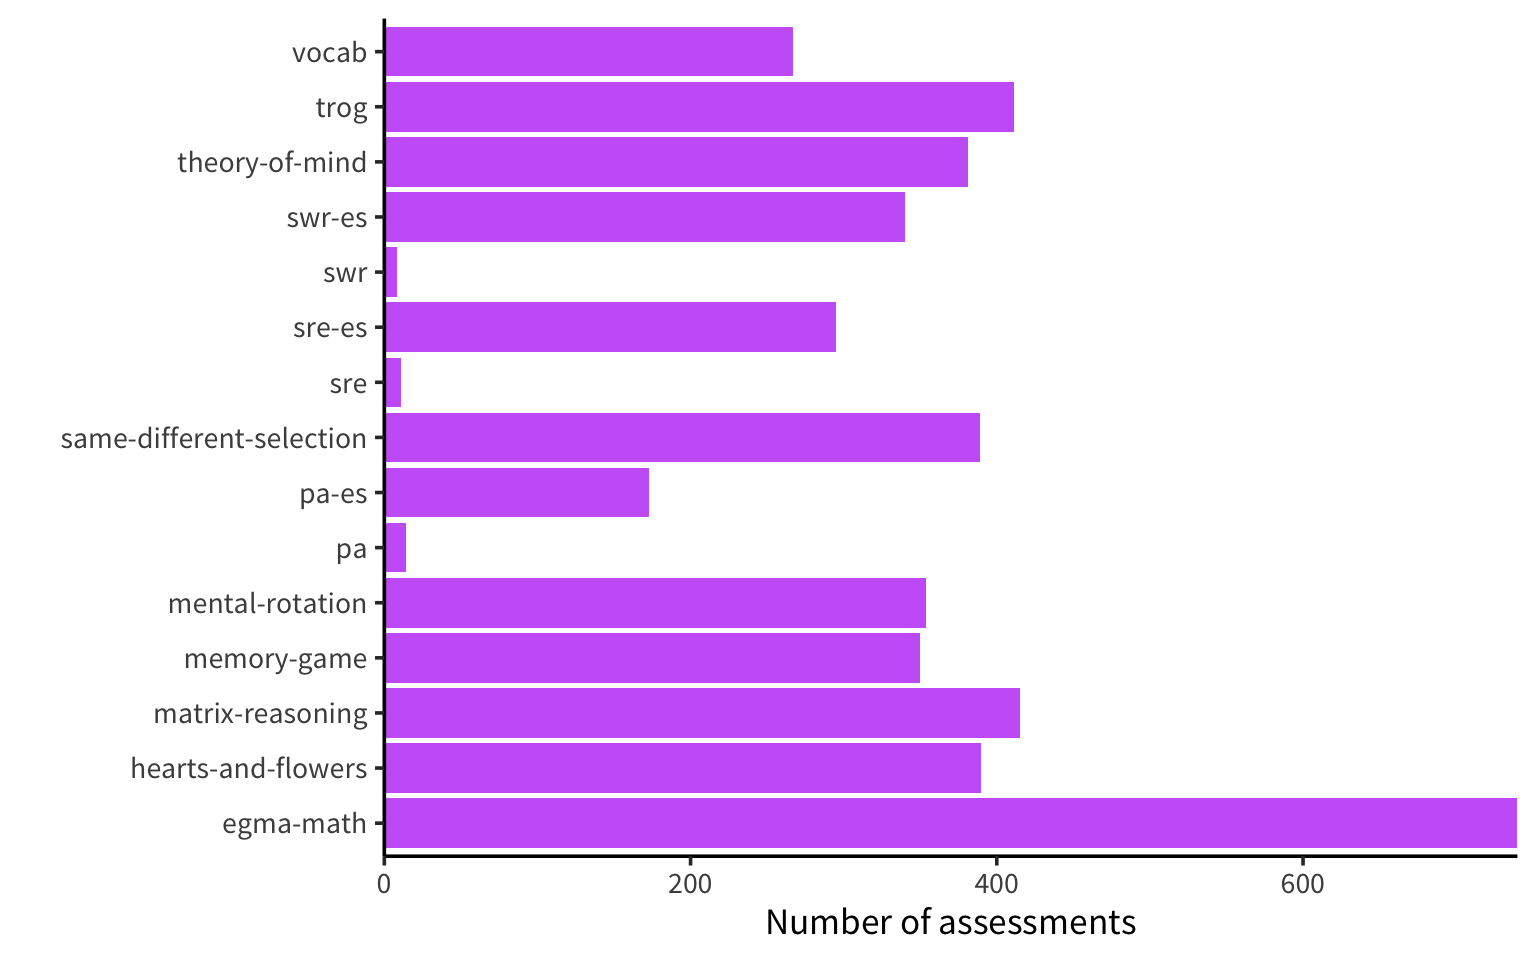 vocab
trog
theory-of-mind
swr-es
swr
sre-es
sre
same-different-selection
pa-es
pa
mental-rotation
memory-game
matrix-reasoning
hearts-and-flowers
egma-math
0 200 400 600
Number of assessments